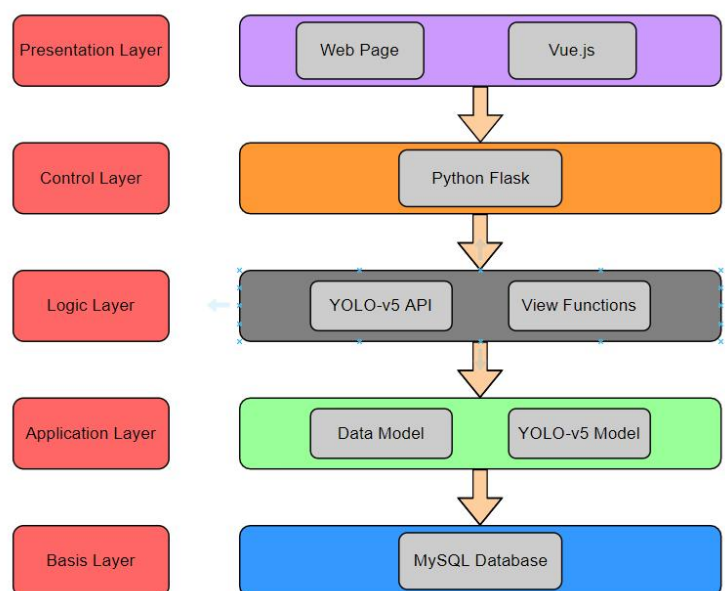 Presentation Layer
Web Page
Vue.js
Control Layer
Python Flask
Logic Layer
YOLO-v5 API
View Functions
Application Layer
Data Model
YOLO-v5 Model
Basis Layer
MySQL Database